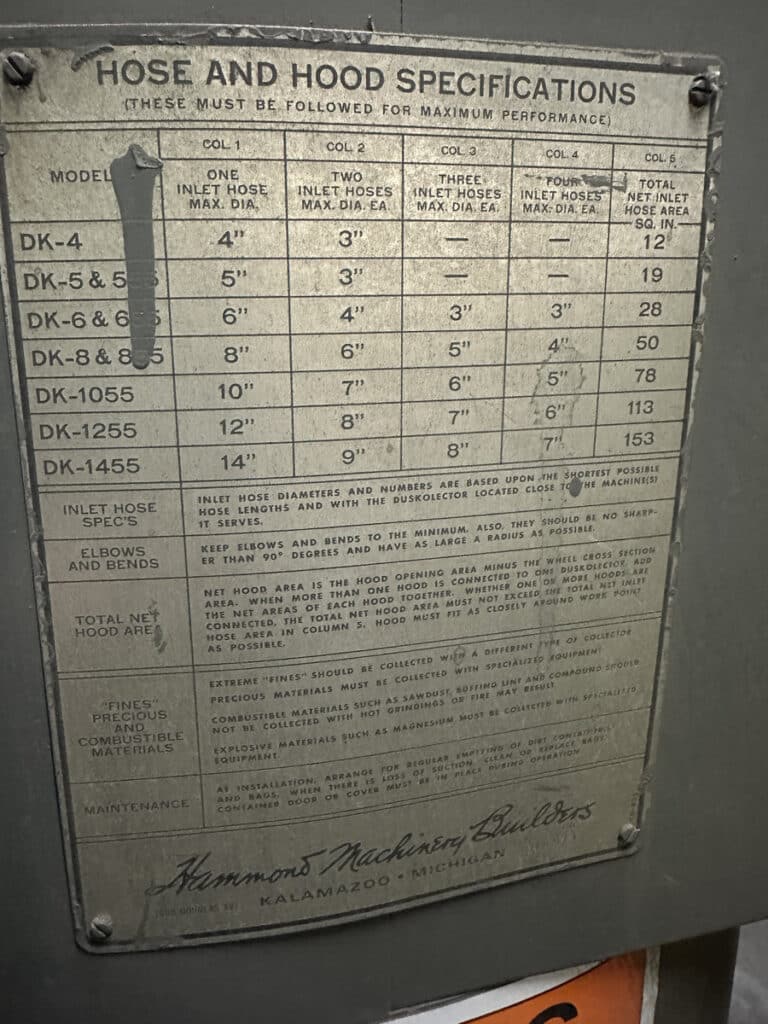 HOSE AND HOOD SPECIFICATIONS
(THESE MUST BE FOLLOWED FOR MAXIMUM PERFORMANCE)
MODEL COL. 1 COL. 2 COL. 3 COL. 4 COL. 5
ONE TWO THREE FOUR TOTAL
INLET HOSE INLET HOSES INLET HOSES INLET HOSES NET INLET
MAX. DIA. MAX. DIA. EA. MAX. DIA. EA. MAX. DIA. EA. HOSE AREA
SQ. IN.
DK-4 4" 3" — — 12
DK-5 & 5 5 5" 3" — — 19
DK-6 & 6 5 6" 4" 3" 3" 28
DK-8 & 8 5 8" 6" 5" 4" 50
DK-1055 10" 7" 6" 5" 78
DK-1255 12" 8" 7" 6" 113
DK-1455 14" 9" 8" 7" 153
INLET HOSE
SPEC'S
INLET HOSE DIAMETERS AND NUMBERS ARE BASED UPON THE SHORTEST POSSIBLE
HOSE LENGTHS AND WITH THE DUSKOLECTOR LOCATED CLOSE TO THE MACHINE(S)
IT SERVES.
ELBOWS
AND BENDS
KEEP ELBOWS AND BENDS TO THE MINIMUM. ALSO, THEY SHOULD BE NO SHARP-
ER THAN 90° DEGREES AND HAVE AS LARGE A RADIUS AS POSSIBLE.
TOTAL NET
HOOD AREA
NET HOOD AREA IS THE HOOD OPENING AREA MINUS THE WHEEL CROSS SECTION
AREA. WHEN MORE THAN ONE HOOD IS CONNECTED TO ONE DUSKOLECTOR, ADD
THE NET AREAS OF EACH HOOD TOGETHER. WHETHER ONE OR MORE HOODS ARE
CONNECTED, THE TOTAL NET HOOD AREA MUST NOT EXCEED THE TOTAL NET INLET
HOSE AREA IN COLUMN 5. HOOD MUST FIT AS CLOSELY AROUND WORK POINT
AS POSSIBLE.
"FINES"
PRECIOUS
AND
COMBUSTIBLE
MATERIALS
EXTREME "FINES" SHOULD BE COLLECTED WITH A DIFFERENT TYPE OF COLLECTOR
PRECIOUS MATERIALS MUST BE COLLECTED WITH SPECIALIZED EQUIPMENT
COMBUSTIBLE MATERIALS SUCH AS SAWDUST, BUFFING LINT AND COMPOUND SHOULD
NOT BE COLLECTED WITH HOT GRINDINGS OR FIRE MAY RESULT.
EXPLOSIVE MATERIALS SUCH AS MAGNESIUM MUST BE COLLECTED WITH SPECIALIZED
EQUIPMENT.
MAINTENANCE
AT INSTALLATION, ARRANGE FOR REGULAR EMPTYING OF DIRT CONTAINERS
AND BAGS. WHEN THERE IS LOSS OF SUCTION, CLEAN OR REPLACE BAGS.
CONTAINER DOOR OR COVER MUST BE IN PLACE DURING OPERATION
Hammond Machinery Builders
KALAMAZOO • MICHIGAN